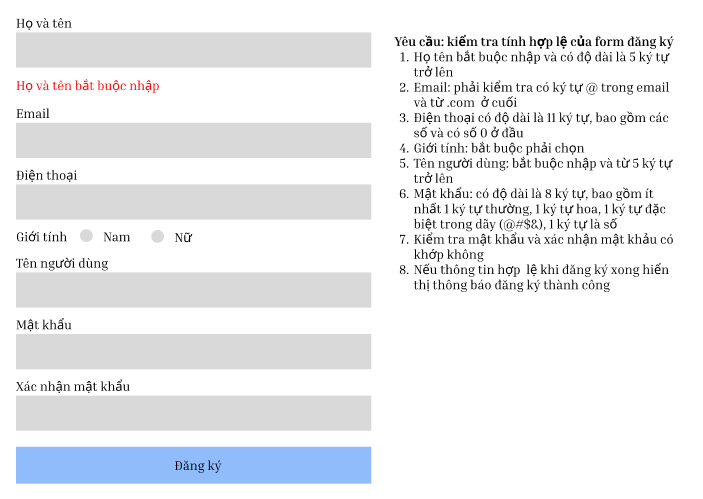 Họ và tên
Họ và tên bắt buộc nhập
Email
Điện thoại
Giới tính Nam Nữ
Tên người dùng
Mật khẩu
Xác nhận mật khẩu
Đăng ký
Yêu cầu: kiểm tra tính hợp lệ của form đăng ký
1. Họ tên bắt buộc nhập và có độ dài là 5 ký tự
trở lên
2. Email: phải kiểm tra có ký tự @ trong email
và từ .com ở cuối
3. Điện thoại có độ dài là 11 ký tự, bao gồm các
số và có số 0 ở đầu
4. Giới tính: bắt buộc phải chọn
5. Tên người dùng: bắt buộc nhập và từ 5 ký tự
trở lên
6. Mật khẩu: có độ dài là 8 ký tự, bao gồm ít
nhất 1 ký tự thường, 1 ký tự hoa, 1 ký tự đặc
biệt trong dãy (@#$&), 1 ký tự là số
7. Kiểm tra mật khẩu và xác nhận mật khảu có
khớp không
8. Nếu thông tin hợp lệ khi đăng ký xong hiển
thị thông báo đăng ký thành công